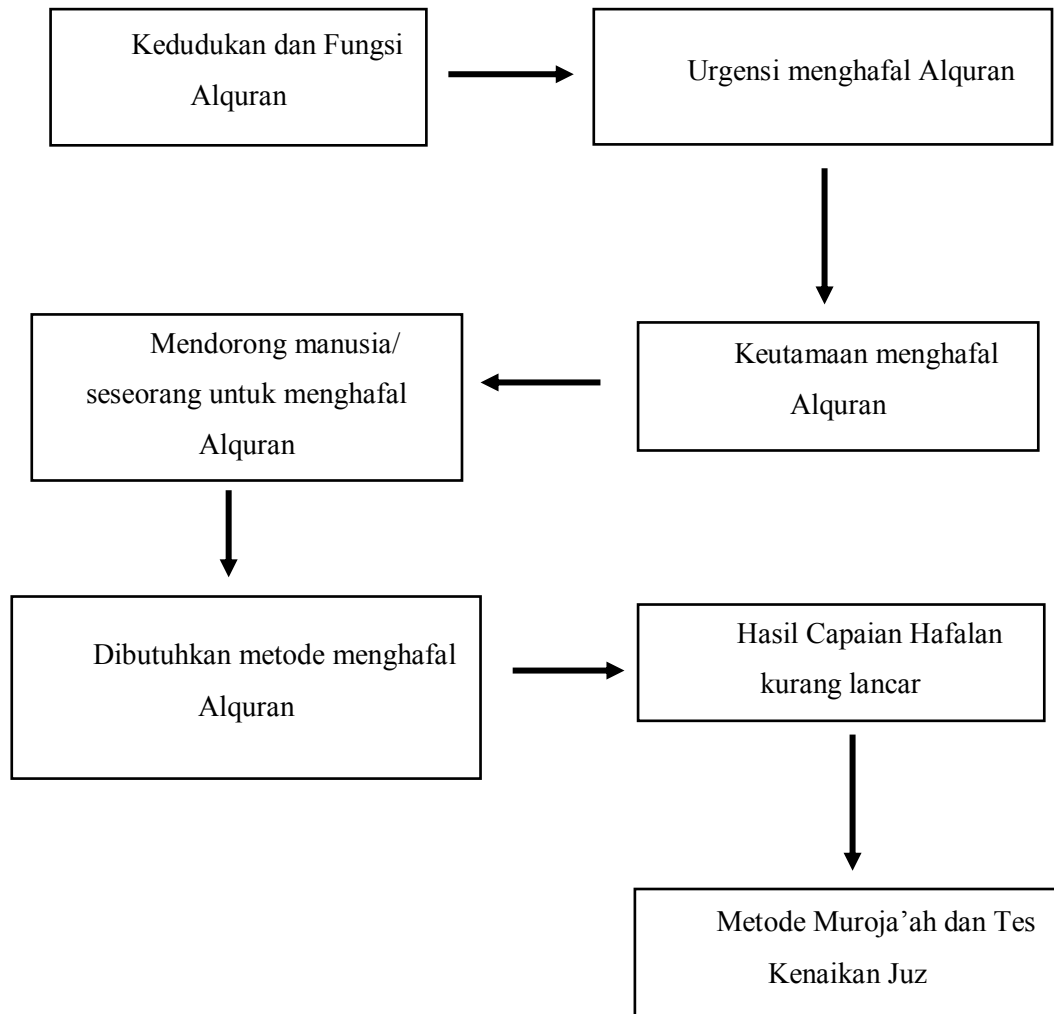 Kedudukan dan Fungsi
Alquran
Urgensi menghafal Alquran
Keutamaan menghafal
Alquran
Mendorong manusia/
seseorang untuk menghafal
Alquran
Dibutuhkan metode menghafal
Alquran
Hasil Capaian Hafalan
kurang lancar
Metode Muroja’ah dan Tes
Kenaikan Juz